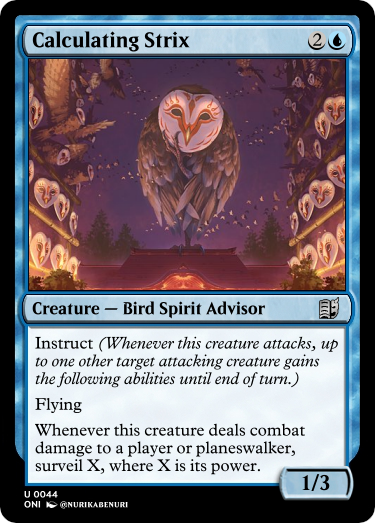 Calculating Strix 2
Creature — Bird Spirit Advisor
Instruct (Whenever this creature attacks, up
to one other target attacking creature gains
the following abilities until end of turn.)
Flying
Whenever this creature deals combat
damage to a player or planeswalker,
surveil X, where X is its power.
1/3
U 0044
ONI @NURIKABENURI